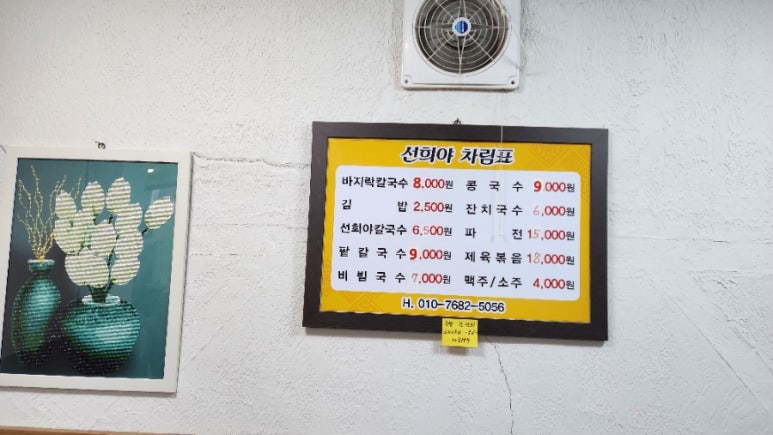 선희야 차림표
바지락칼국수 8,000원 콩국수 9,000원
김밥 2,500원 잔치국수 6,000원
선희야칼국수 6,500원 파전 15,000원
팥칼국수 9,000원 제육볶음 18,000원
비빔국수 7,000원 맥주/소주 4,000원
H. 010-7682-5056